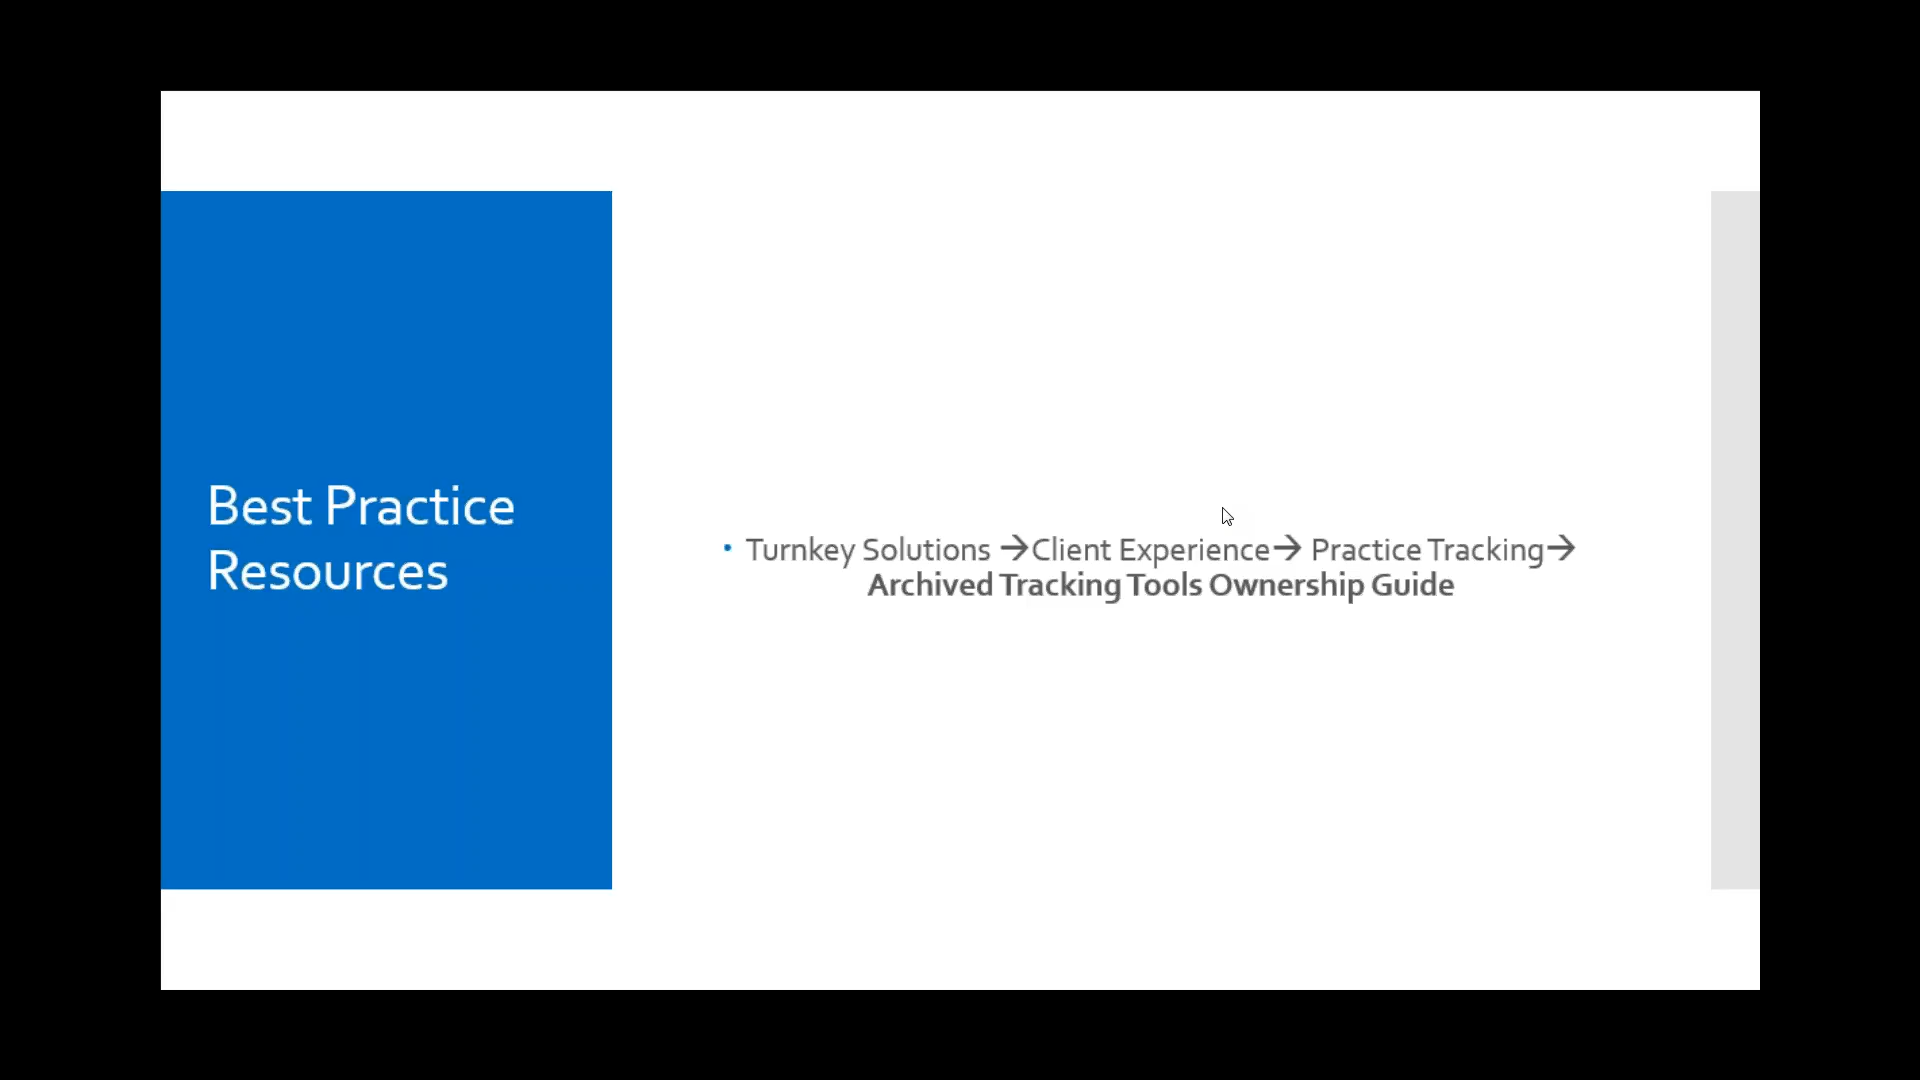 Best Practice
Resources
• Turnkey Solutions →Client Experience→ Practice Tracking→
Archived Tracking Tools Ownership Guide